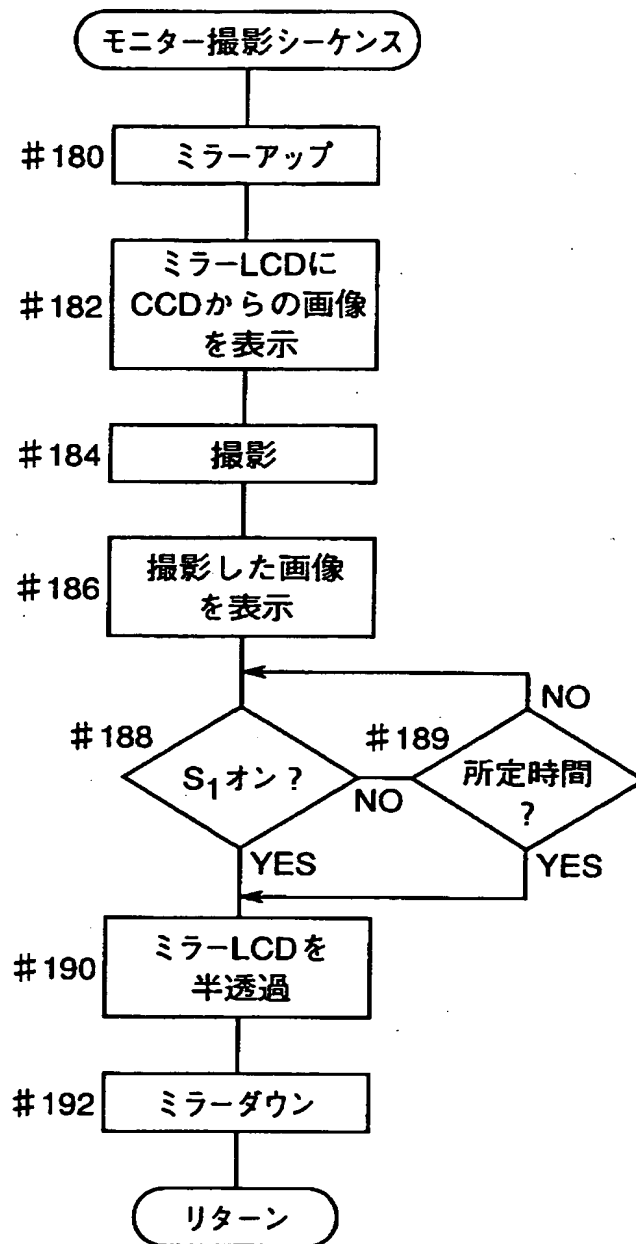 モニター撮影シーケンス
#180
ミラーアップ
#182
ミラーLCDに
CCDからの画像
を表示
#184
撮影
#186
撮影した画像
を表示
#188
S₁オン?
NO
YES
#189
所定時間
?
NO
YES
#190
ミラーLCDを
半透過
#192
ミラーダウン
リターン